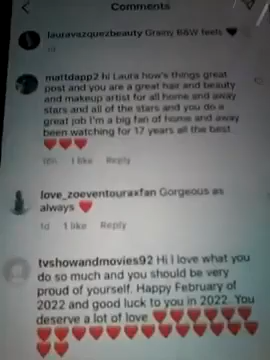 Comments
lauravazquezbeauty Grainy B&W feels 🖤
mattdapp2 hi Laura how's things great
post and you are a great hair and beauty
and makeup artist for all home and away
stars and all of the stars and you do a
great job I'm a big fan of home and away
been watching for 17 years all the best
❤️❤️❤️
1 like Reply
love_zoeventouraxfan Gorgeous as
always ❤️
1d 1 like Reply
tvshowandmovies92 Hi I love what you
do so much and you should be very
proud of yourself. Happy February of
2022 and good luck to you in 2022. You
deserve a lot of love ❤️❤️❤️❤️❤️❤️
❤️❤️❤️❤️❤️❤️❤️❤️❤️❤️❤️❤️
❤️❤️